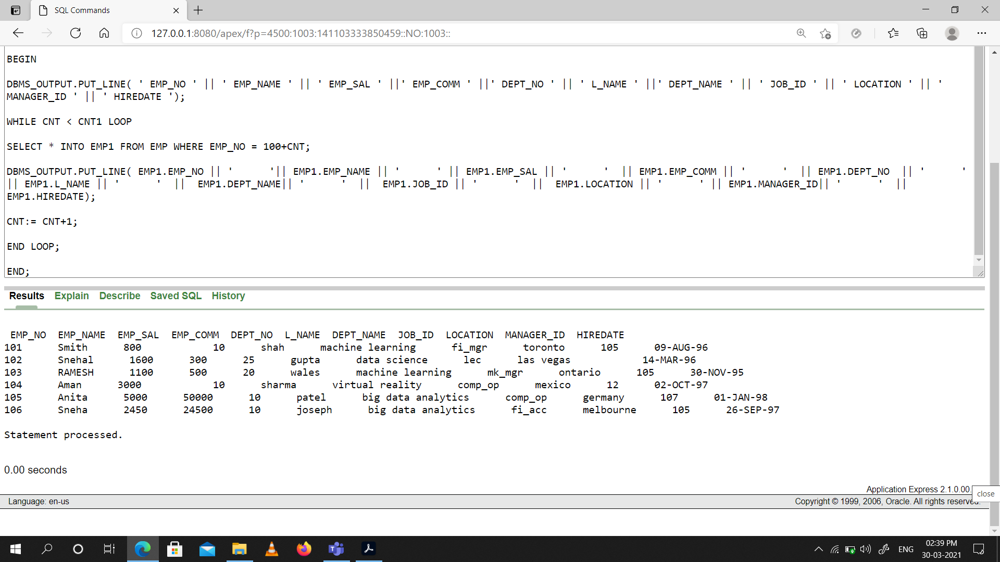 SQL Commands
127.0.0.1:8080/apex/f?p=4500:1003:141103333850459::NO:1003::
BEGIN
DBMS_OUTPUT.PUT_LINE( ' EMP_NO ' || ' EMP_NAME ' || ' EMP_SAL ' ||' EMP_COMM ' ||' DEPT_NO ' || ' L_NAME ' ||' DEPT_NAME ' || ' JOB_ID ' || ' LOCATION ' || '
MANAGER_ID ' || ' HIREDATE ');
WHILE CNT < CNT1 LOOP
SELECT * INTO EMP1 FROM EMP WHERE EMP_NO = 100+CNT;
DBMS_OUTPUT.PUT_LINE( EMP1.EMP_NO || '      '|| EMP1.EMP_NAME || '      ' || EMP1.EMP_SAL || '      '  || EMP1.EMP_COMM || '      '  || EMP1.DEPT_NO  || '      '
|| EMP1.L_NAME || '      '  ||  EMP1.DEPT_NAME|| '      '  ||  EMP1.JOB_ID || '      '  ||  EMP1.LOCATION || '      ' || EMP1.MANAGER_ID|| '      '  ||
EMP1.HIREDATE);
CNT:= CNT+1;
END LOOP;
END;
Results Explain Describe Saved SQL History
EMP_NO  EMP_NAME  EMP_SAL  EMP_COMM  DEPT_NO  L_NAME  DEPT_NAME  JOB_ID  LOCATION  MANAGER_ID  HIREDATE
101      Smith      800            10      shah      machine learning      fi_mgr      toronto      105      09-AUG-96
102      Snehal      1600      300      25      gupta      data science      lec      las vegas            14-MAR-96
103      RAMESH      1100      500      20      wales      machine learning      mk_mgr      ontario      105      30-NOV-95
104      Aman      3000            10      sharma      virtual reality      comp_op      mexico      12      02-OCT-97
105      Anita      5000      50000      10      patel      big data analytics      comp_op      germany      107      01-JAN-98
106      Sneha      2450      24500      10      joseph      big data analytics      fi_acc      melbourne      105      26-SEP-97
Statement processed.
0.00 seconds
Application Express 2.1.0.00.
close
Language: en-us
Copyright © 1999, 2006, Oracle. All rights reserved.
ENG
02:39 PM
30-03-2021